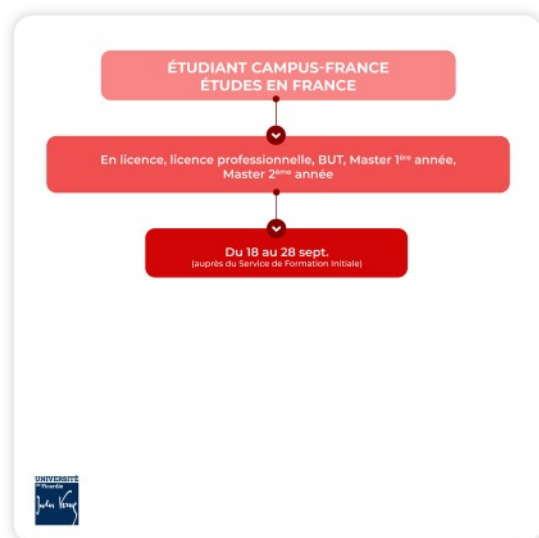 ÉTUDIANT CAMPUS-FRANCE
ÉTUDES EN FRANCE
En licence, licence professionnelle, BUT, Master 1ère année,
Master 2ème année
Du 18 au 28 sept.
(auprès du Service de Formation Initiale)
UNIVERSITÉ
de Picardie
Jules Verne